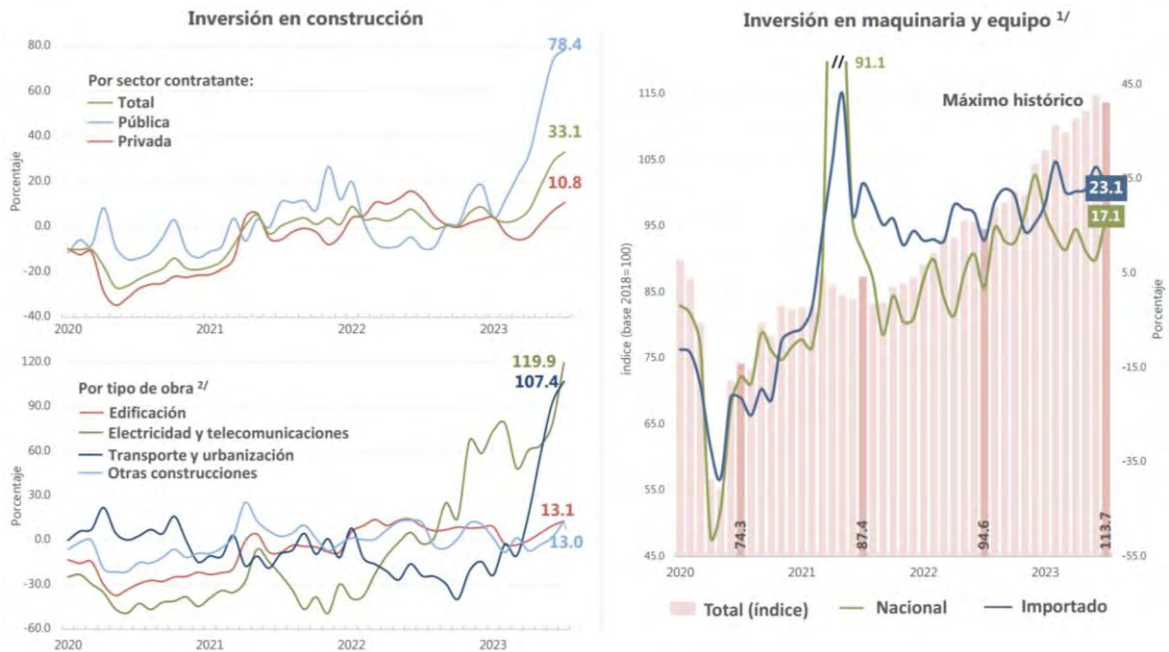 Inversión en construcción
80.0
60.0
40.0
20.0
0.0
-20.0
-40.0
Porcentaje
Por sector contratante:
Total
Pública
Privada
78.4
33.1
10.8
2020
2021
2022
2023
120.0
90.0
60.0
30.0
0.0
-30.0
-60.0
Porcentaje
Por tipo de obra 2/
Edificación
Electricidad y telecomunicaciones
Transporte y urbanización
Otras construcciones
119.9
107.4
13.1
13.0
2020
2021
2022
2023
Inversión en maquinaria y equipo 1/
// 91.1
Máximo histórico
115.0
105.0
95.0
85.0
75.0
65.0
55.0
45.0
índice (base 2018=100)
45.0
25.0
5.0
-15.0
-35.0
-55.0
Porcentaje
23.1
17.1
74.3
87.4
94.6
113.7
2020
2021
2022
2023
Total (índice)
Nacional
Importado